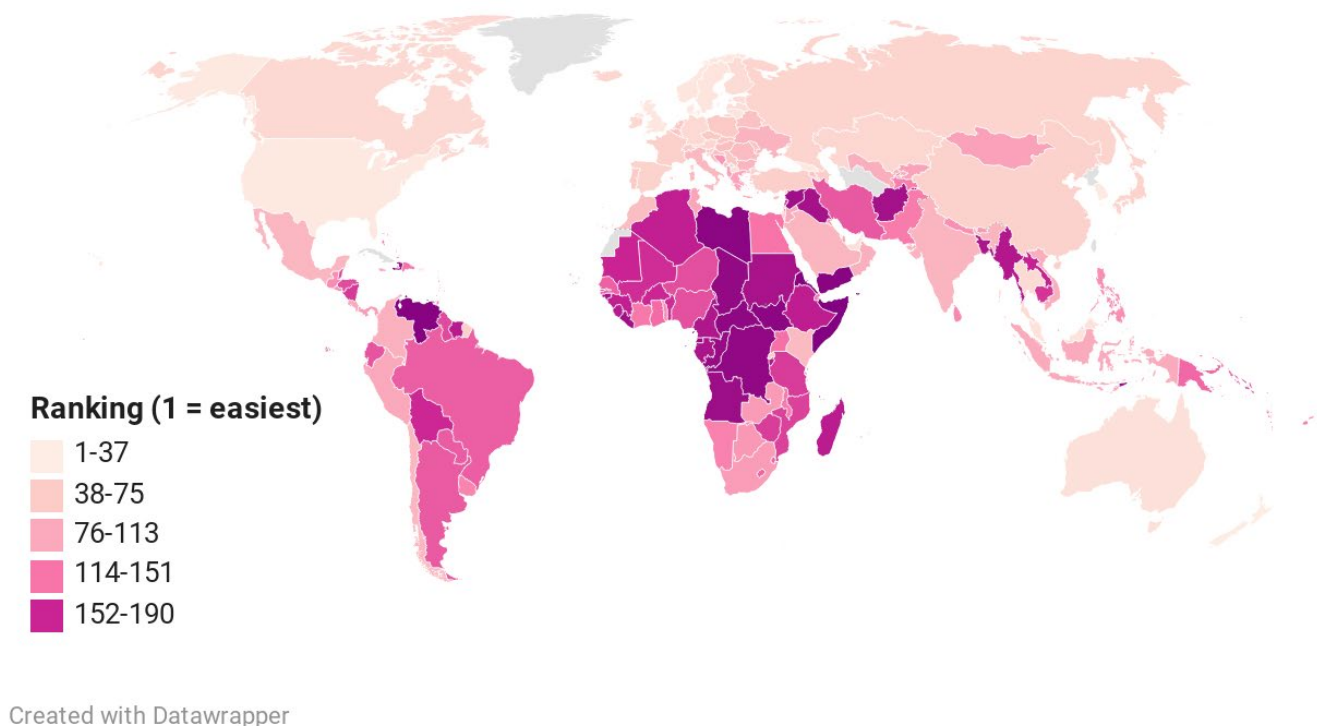 Ranking (1 = easiest)
1-37
38-75
76-113
114-151
152-190
Created with Datawrapper